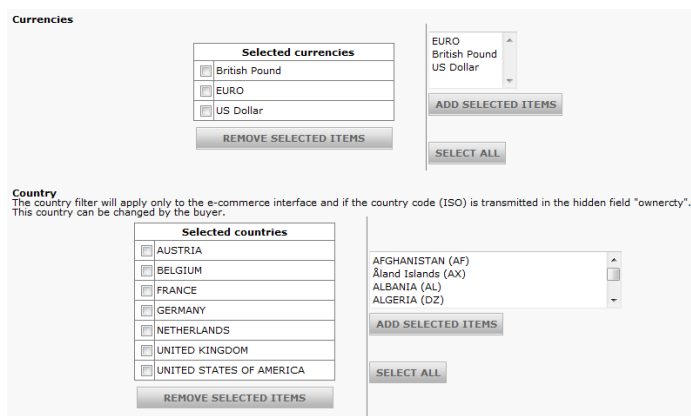 Currencies
Selected currencies
British Pound
EURO
US Dollar
REMOVE SELECTED ITEMS
EURO
British Pound
US Dollar
ADD SELECTED ITEMS
SELECT ALL
Country
The country filter will apply only to the e-commerce interface and if the country code (ISO) is transmitted in the hidden field "ownercty".
This country can be changed by the buyer.
Selected countries
AUSTRIA
BELGIUM
FRANCE
GERMANY
NETHERLANDS
UNITED KINGDOM
UNITED STATES OF AMERICA
REMOVE SELECTED ITEMS
AFGHANISTAN (AF)
Åland Islands (AX)
ALBANIA (AL)
ALGERIA (DZ)
ADD SELECTED ITEMS
SELECT ALL